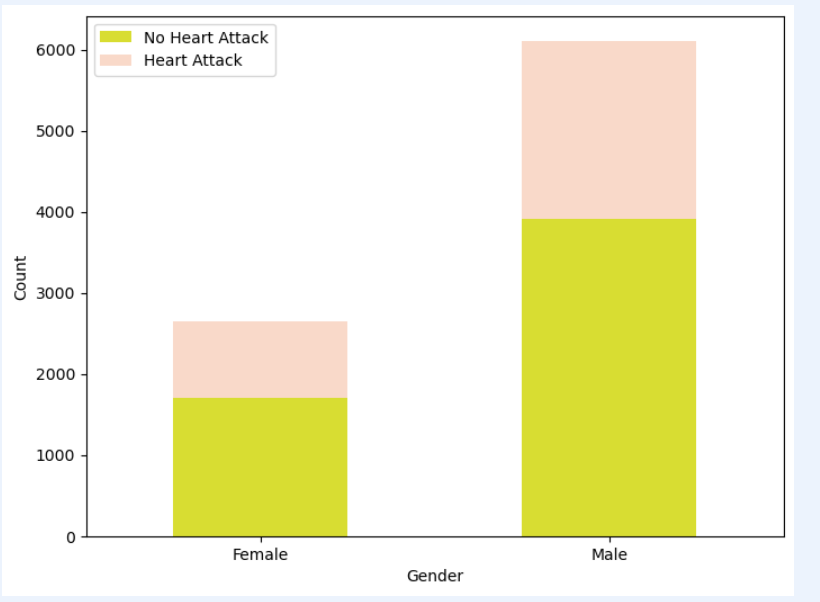 No Heart Attack
Heart Attack
6000
5000
4000
3000
2000
1000
0
Count
Female Male
Gender